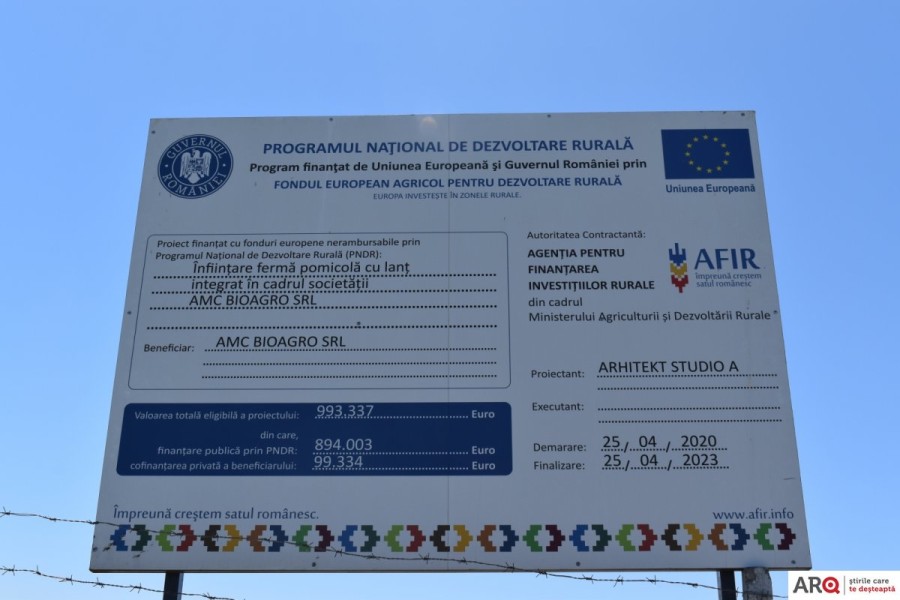 PROGRAMUL NAȚIONAL DE DEZVOLTARE RURALĂ
Program finanțat de Uniunea Europeană și Guvernul României prin
FONDUL EUROPEAN AGRICOL PENTRU DEZVOLTARE RURALĂ
EUROPA INVESTEȘTE ÎN ZONELE RURALE.
GUVERNUL ROMÂNIEI
Uniunea Europeană
Proiect finanțat cu fonduri europene nerambursabile prin
Programul Național de Dezvoltare Rurală (PNDR):
Înființare fermă pomicolă cu lanț
integrat în cadrul societății
AMC BIOAGRO SRL
Beneficiar: AMC BIOAGRO SRL
Valoarea totală eligibilă a proiectului: 993.337 Euro
din care,
finanțare publică prin PNDR: 894.003 Euro
cofinanțarea privată a beneficiarului: 99.334 Euro
Autoritatea Contractantă:
AGENȚIA PENTRU
FINANȚAREA
INVESTIȚIILOR RURALE
din cadrul
Ministerului Agriculturii și Dezvoltării Rurale
AFIR
împreună creștem
satul românesc
Proiectant: ARHITEKT STUDIO A
Executant:
Demarare: 25 / 04 / 2020
Finalizare: 25 / 04 / 2023
Împreună creștem satul românesc.
www.afir.info
ARQ știrile care
te deșteaptă